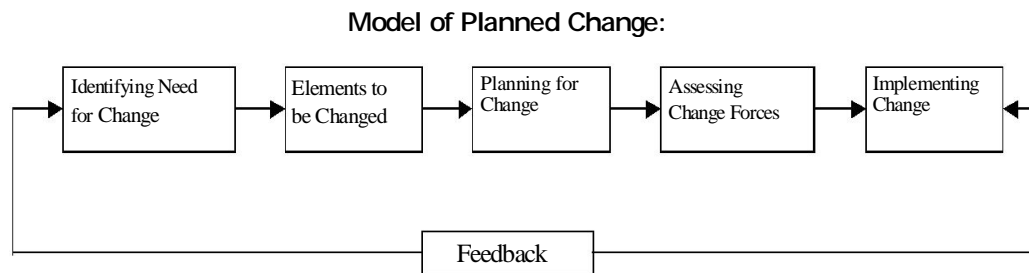 Model of Planned Change:
Identifying Need
for Change
Elements to
be Changed
Planning for
Change
Assessing
Change Forces
Implementing
Change
Feedback